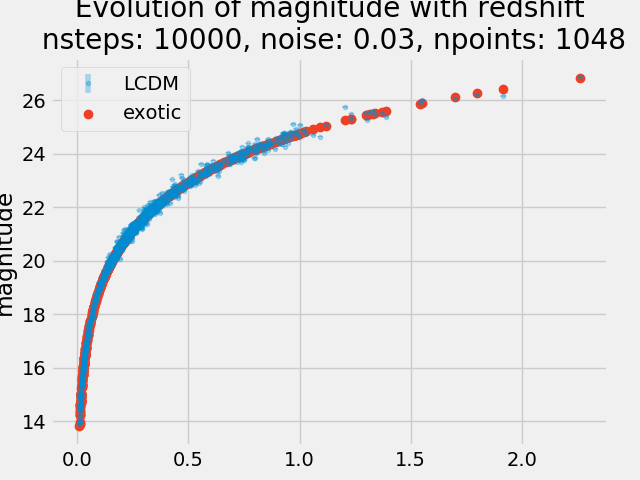 Evolution of magnitude with redshift
nsteps: 10000, noise: 0.03, npoints: 1048
LCDM
exotic
magnitude
26
24
22
20
18
16
14
0.0
0.5
1.0
1.5
2.0